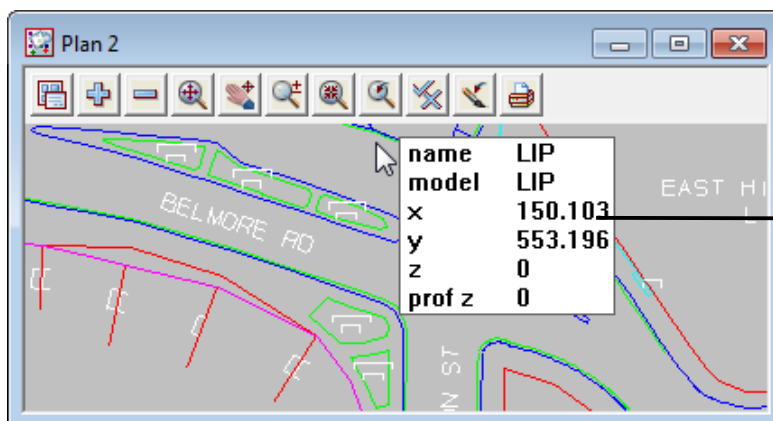 Plan 2
name LIP
model LIP
x 150.103
y 553.196
z 0
prof z 0
EAST HI
L
BELMORE RD
N ST